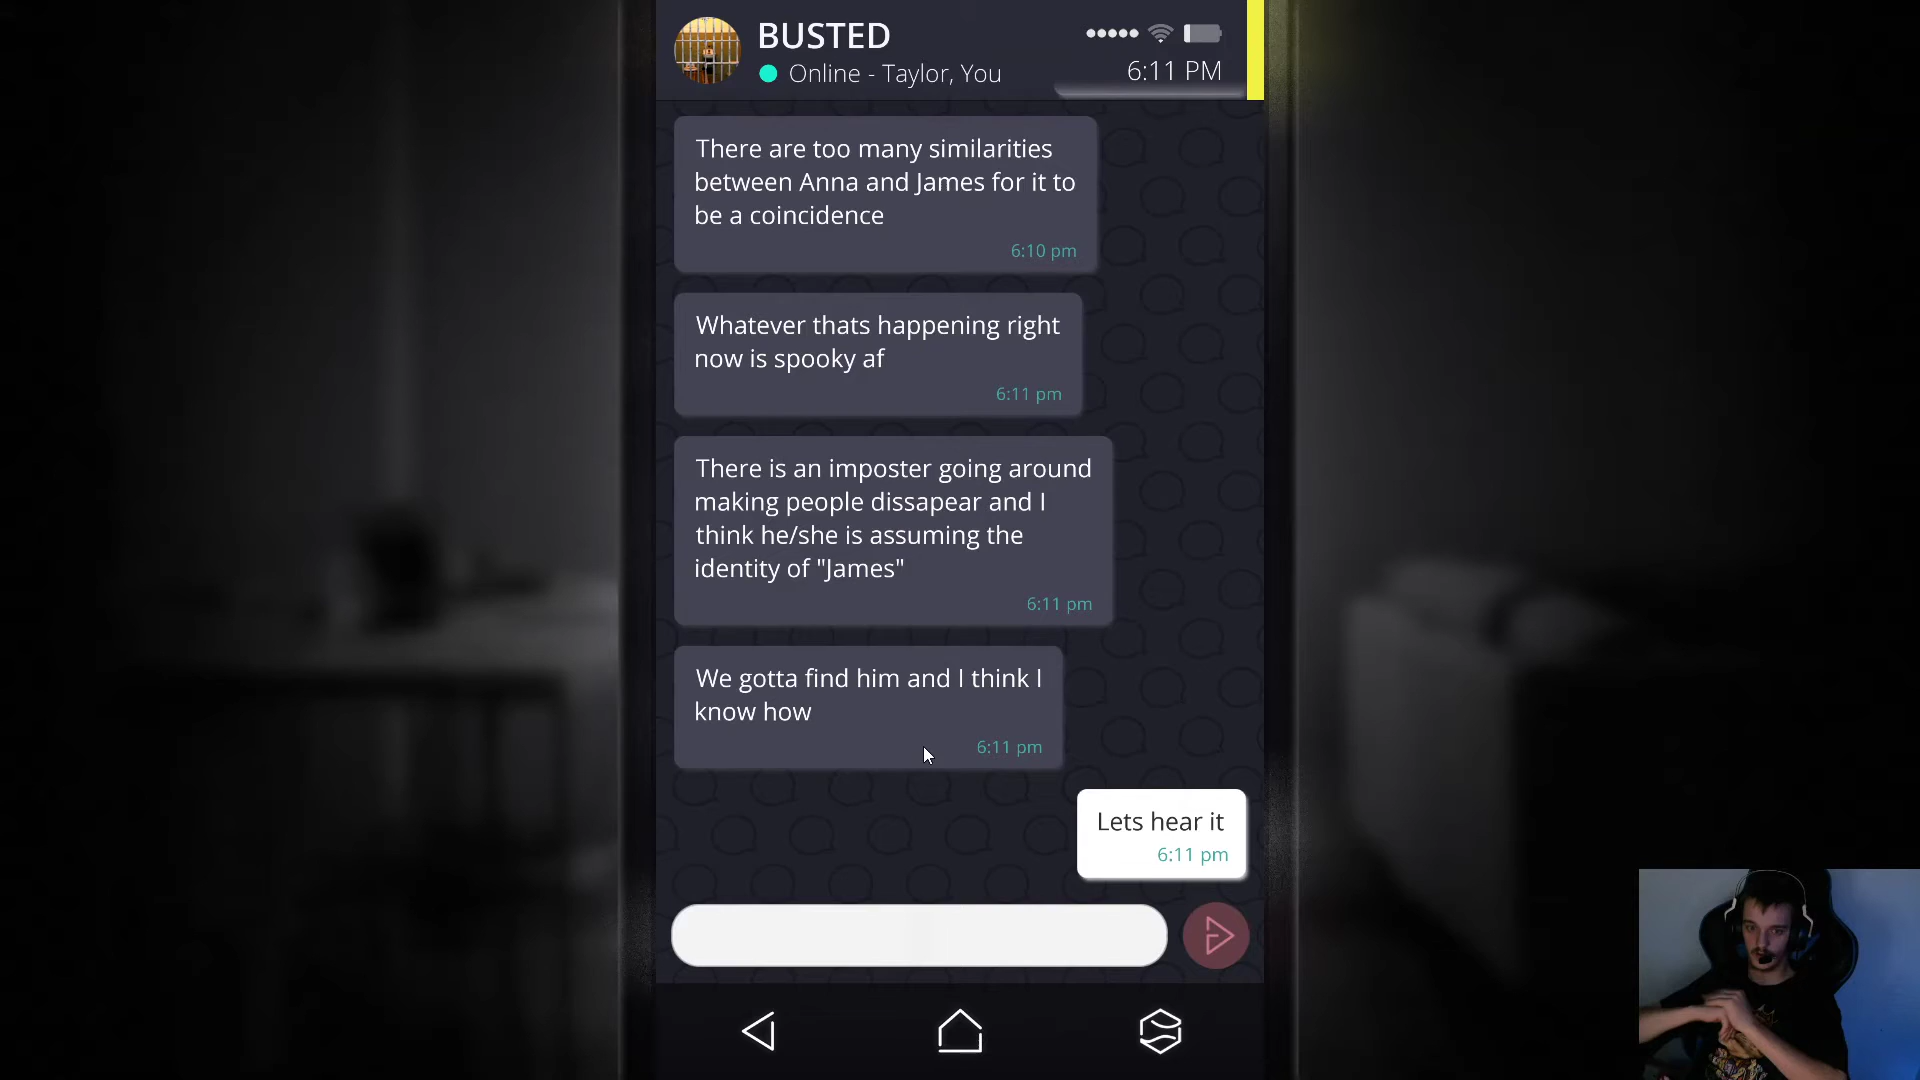 BUSTED
Online - Taylor, You
6:11 PM
There are too many similarities
between Anna and James for it to
be a coincidence
6:10 pm
Whatever thats happening right
now is spooky af
6:11 pm
There is an imposter going around
making people dissapear and I
think he/she is assuming the
identity of "James"
6:11 pm
We gotta find him and I think I
know how
6:11 pm
Lets hear it
6:11 pm